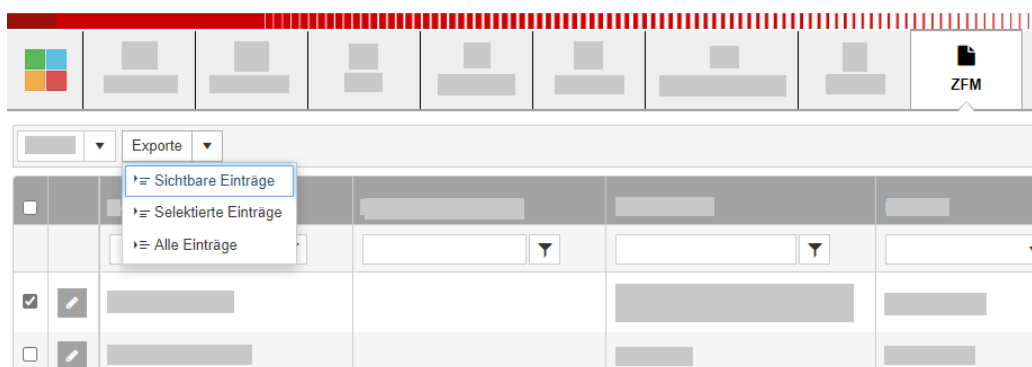 ZFM
Exporte
Sichtbare Einträge
Selektierte Einträge
Alle Einträge